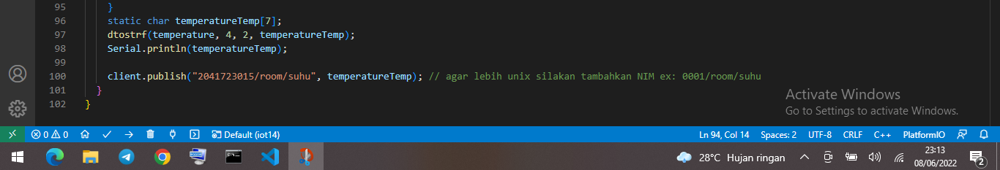 95 }
96 static char temperatureTemp[7];
97 dtostrf(temperature, 4, 2, temperatureTemp);
98 Serial.println(temperatureTemp);
99
100 client.publish("2041723015/room/suhu", temperatureTemp); // agar lebih unix silakan tambahkan NIM ex: 0001/room/suhu
101 }
102 }
Activate Windows
Go to Settings to activate Windows.
0 0 Default (iot14) Ln 94, Col 14 Spaces: 2 UTF-8 CRLF C++ PlatformIO
28°C Hujan ringan 23:13
08/06/2022 2